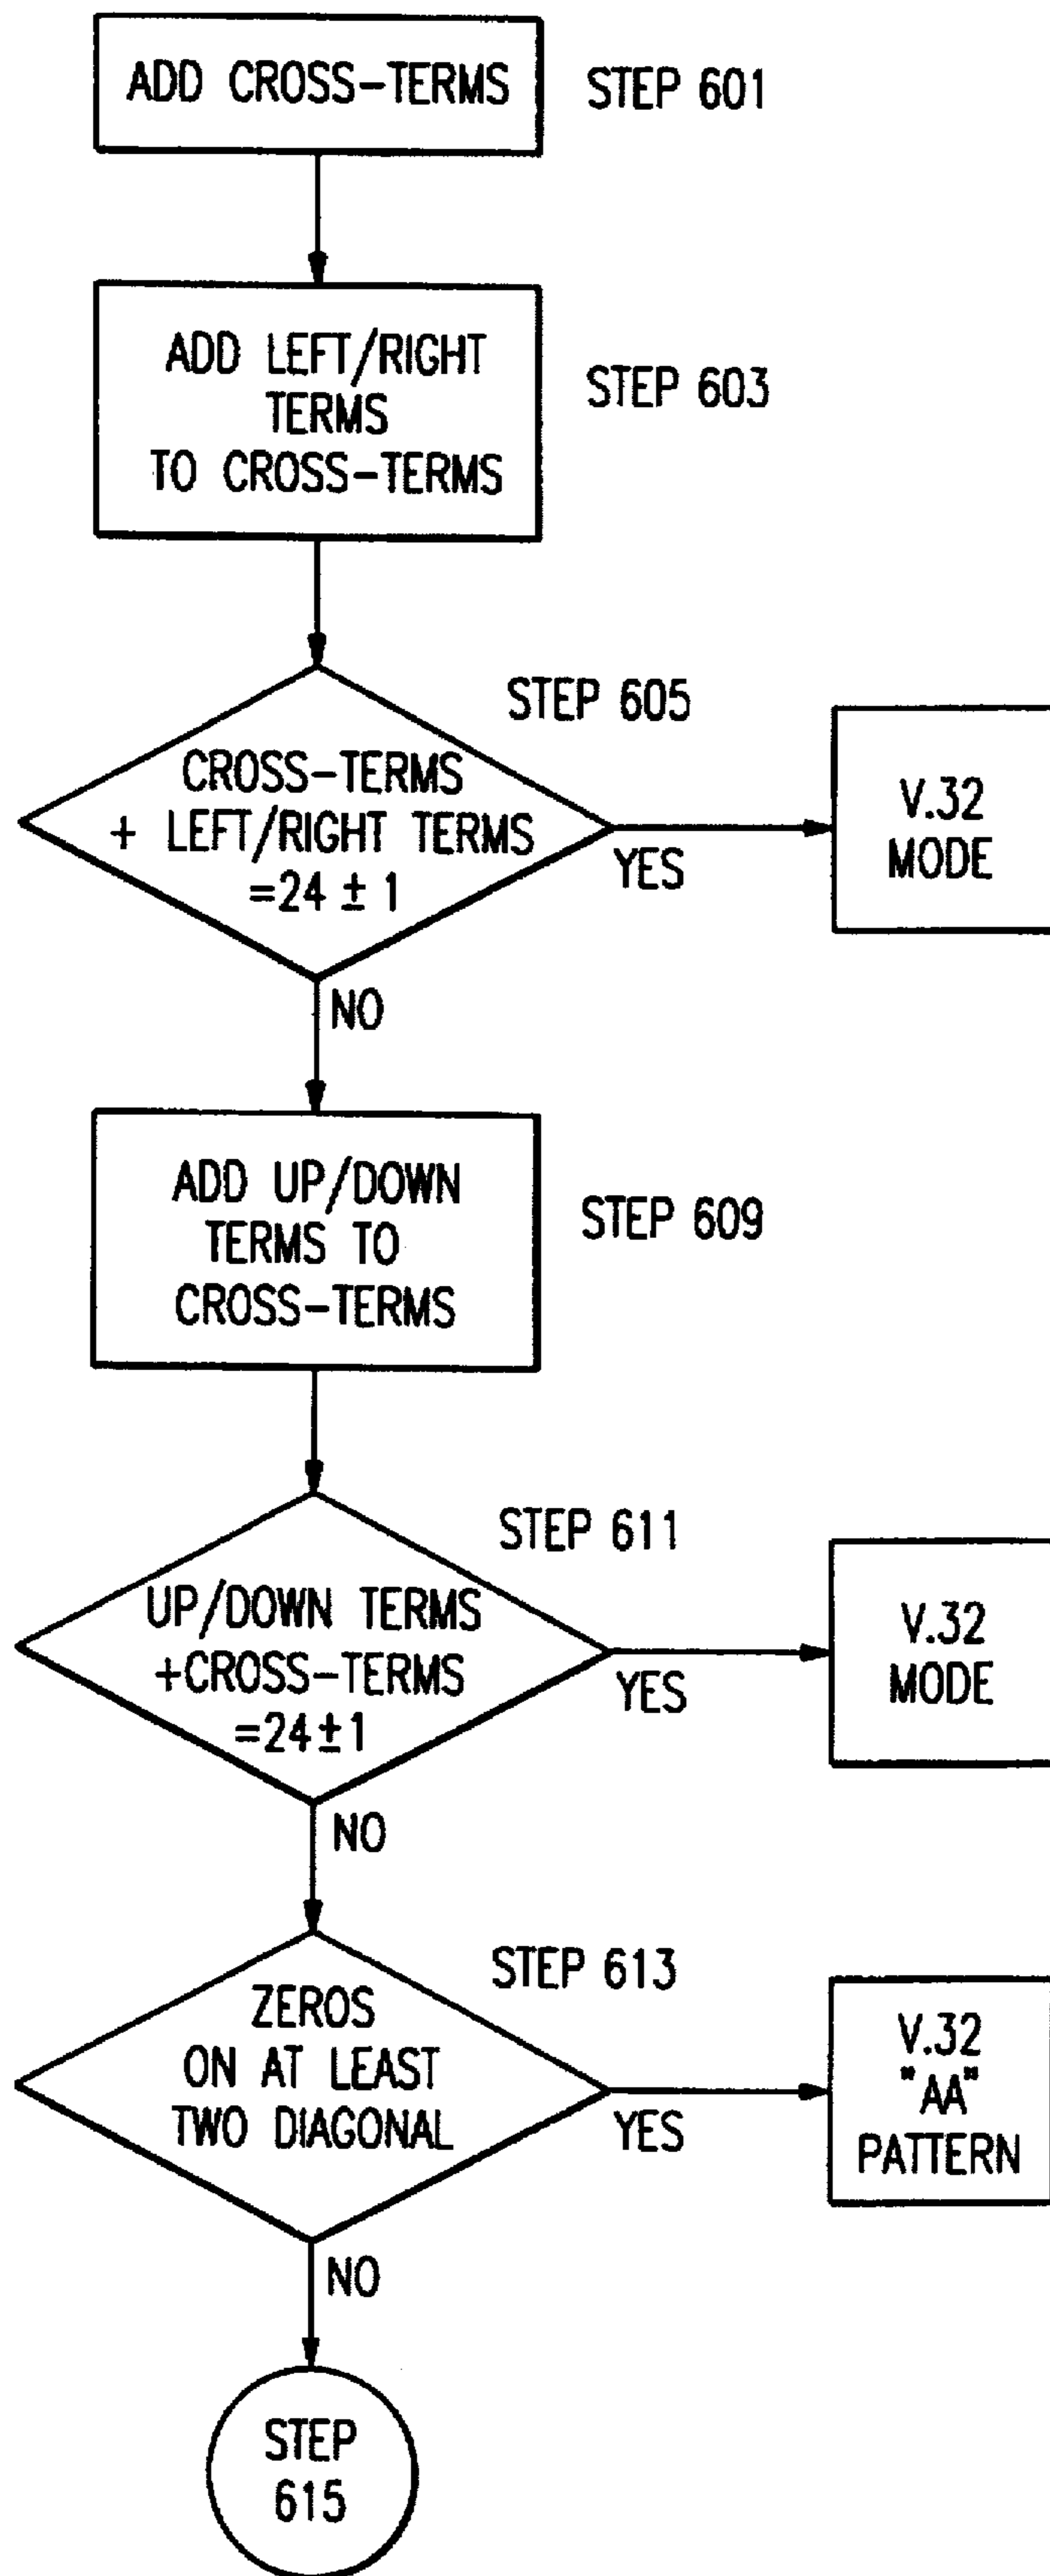 ADD CROSS-TERMS
STEP 601
ADD LEFT/RIGHT
TERMS
TO CROSS-TERMS
STEP 603
STEP 605
CROSS-TERMS
+ LEFT/RIGHT TERMS
=24 ± 1
YES
V.32
MODE
NO
ADD UP/DOWN
TERMS TO
CROSS-TERMS
STEP 609
STEP 611
UP/DOWN TERMS
+CROSS-TERMS
=24±1
YES
V.32
MODE
NO
STEP 613
ZEROS
ON AT LEAST
TWO DIAGONAL
YES
V.32
"AA"
PATTERN
NO
STEP
615